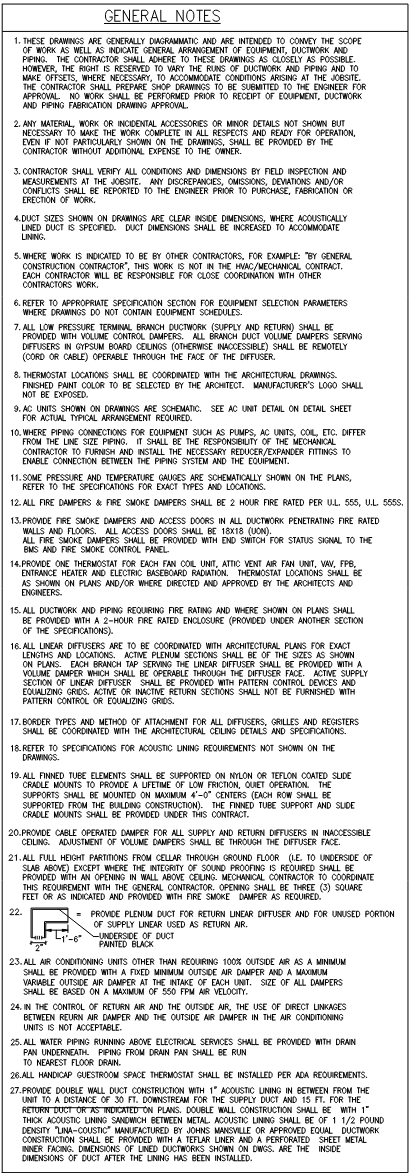 GENERAL NOTES
1. THESE DRAWINGS ARE GENERALLY DIAGRAMMATIC AND ARE INTENDED TO CONVEY THE SCOPE
OF WORK AS WELL AS INDICATE GENERAL ARRANGEMENT OF EQUIPMENT, DUCTWORK AND
PIPING. THE CONTRACTOR SHALL ADHERE TO THESE DRAWINGS AS CLOSELY AS POSSIBLE.
HOWEVER, THE RIGHT IS RESERVED TO VARY THE RUNS OF DUCTWORK AND PIPING AND TO
MAKE OFFSETS, WHERE NECESSARY, TO ACCOMMODATE CONDITIONS ARISING AT THE JOBSITE.
THE CONTRACTOR SHALL PREPARE SHOP DRAWINGS TO BE SUBMITTED TO THE ENGINEER FOR
APPROVAL. NO WORK SHALL BE PERFORMED PRIOR TO RECEIPT OF EQUIPMENT, DUCTWORK
AND PIPING FABRICATION DRAWING APPROVAL.
2. ANY MATERIAL, WORK OR INCIDENTAL ACCESSORIES OR MINOR DETAILS NOT SHOWN BUT
NECESSARY TO MAKE THE WORK COMPLETE IN ALL RESPECTS AND READY FOR OPERATION,
EVEN IF NOT PARTICULARLY SHOWN ON THE DRAWINGS, SHALL BE PROVIDED BY THE
CONTRACTOR WITHOUT ADDITIONAL EXPENSE TO THE OWNER.
3. CONTRACTOR SHALL VERIFY ALL CONDITIONS AND DIMENSIONS BY FIELD INSPECTION AND
MEASUREMENTS AT THE JOBSITE. ANY DISCREPANCIES, OMISSIONS, DEVIATIONS AND/OR
CONFLICTS SHALL BE REPORTED TO THE ENGINEER PRIOR TO PURCHASE, FABRICATION OR
ERECTION OF WORK.
4.DUCT SIZES SHOWN ON DRAWINGS ARE CLEAR INSIDE DIMENSIONS, WHERE ACOUSTICALLY
LINED DUCT IS SPECIFIED. DUCT DIMENSIONS SHALL BE INCREASED TO ACCOMMODATE
LINING.
5. WHERE WORK IS INDICATED TO BE BY OTHER CONTRACTORS, FOR EXAMPLE: "BY GENERAL
CONSTRUCTION CONTRACTOR", THIS WORK IS NOT IN THE HVAC/MECHANICAL CONTRACT.
EACH CONTRACTOR WILL BE RESPONSIBLE FOR CLOSE COORDINATION WITH OTHER
CONTRACTORS WORK.
6. REFER TO APPROPRIATE SPECIFICATION SECTION FOR EQUIPMENT SELECTION PARAMETERS
WHERE DRAWINGS DO NOT CONTAIN EQUIPMENT SCHEDULES.
7. ALL LOW PRESSURE TERMINAL BRANCH DUCTWORK (SUPPLY AND RETURN) SHALL BE
PROVIDED WITH VOLUME CONTROL DAMPERS. ALL BRANCH DUCT VOLUME DAMPERS SERVING
DIFFUSERS IN GYPSUM BOARD CEILINGS (OTHERWISE INACCESSIBLE) SHALL BE REMOTELY
(CORD OR CABLE) OPERABLE THROUGH THE FACE OF THE DIFFUSER.
8. THERMOSTAT LOCATIONS SHALL BE COORDINATED WITH THE ARCHITECTURAL DRAWINGS.
FINISHED PAINT COLOR TO BE SELECTED BY THE ARCHITECT. MANUFACTURER'S LOGO SHALL
NOT BE EXPOSED.
9. AC UNITS SHOWN ON DRAWINGS ARE SCHEMATIC. SEE AC UNIT DETAIL ON DETAIL SHEET
FOR ACTUAL TYPICAL ARRANGEMENT REQUIRED.
10. WHERE PIPING CONNECTIONS FOR EQUIPMENT SUCH AS PUMPS, AC UNITS, COIL, ETC. DIFFER
FROM THE LINE SIZE PIPING. IT SHALL BE THE RESPONSIBILITY OF THE MECHANICAL
CONTRACTOR TO FURNISH AND INSTALL THE NECESSARY REDUCER/EXPANDER FITTINGS TO
ENABLE CONNECTION BETWEEN THE PIPING SYSTEM AND THE EQUIPMENT.
11. SOME PRESSURE AND TEMPERATURE GAUGES ARE SCHEMATICALLY SHOWN ON THE PLANS,
REFER TO THE SPECIFICATIONS FOR EXACT TYPES AND LOCATIONS.
12. ALL FIRE DAMPERS & FIRE SMOKE DAMPERS SHALL BE 2 HOUR FIRE RATED PER U.L. 555, U.L. 555S.
13.PROVIDE FIRE SMOKE DAMPERS AND ACCESS DOORS IN ALL DUCTWORK PENETRATING FIRE RATED
WALLS AND FLOORS. ALL ACCESS DOORS SHALL BE 18X18 (UON).
ALL FIRE SMOKE DAMPERS SHALL BE PROVIDED WITH END SWITCH FOR STATUS SIGNAL TO THE
BMS AND FIRE SMOKE CONTROL PANEL.
14.PROVIDE ONE THERMOSTAT FOR EACH FAN COIL UNIT, ATTIC VENT AIR FAN UNIT, VAV, FPB,
ENTRANCE HEATER AND ELECTRIC BASEBOARD RADIATION. THERMOSTAT LOCATIONS SHALL BE
AS SHOWN ON PLANS AND/OR WHERE DIRECTED AND APPROVED BY THE ARCHITECTS AND
ENGINEERS.
15. ALL DUCTWORK AND PIPING REQUIRING FIRE RATING AND WHERE SHOWN ON PLANS SHALL
BE PROVIDED WITH A 2-HOUR FIRE RATED ENCLOSURE (PROVIDED UNDER ANOTHER SECTION
OF THE SPECIFICATIONS).
16. ALL LINEAR DIFFUSERS ARE TO BE COORDINATED WITH ARCHITECTURAL PLANS FOR EXACT
LENGTHS AND LOCATIONS. ACTIVE PLENUM SECTIONS SHALL BE OF THE SIZES AS SHOWN
ON PLANS. EACH BRANCH TAP SERVING THE LINEAR DIFFUSER SHALL BE PROVIDED WITH A
VOLUME DAMPER WHICH SHALL BE OPERABLE THROUGH THE DIFFUSER FACE. ACTIVE SUPPLY
SECTION OF LINEAR DIFFUSER SHALL BE PROVIDED WITH PATTERN CONTROL DEVICES AND
EQUALIZING GRIDS. ACTIVE OR INACTIVE RETURN SECTIONS SHALL NOT BE FURNISHED WITH
PATTERN CONTROL OR EQUALIZING GRIDS.
17. BORDER TYPES AND METHOD OF ATTACHMENT FOR ALL DIFFUSERS, GRILLES AND REGISTERS
SHALL BE COORDINATED WITH THE ARCHITECTURAL CEILING DETAILS AND SPECIFICATIONS.
18. REFER TO SPECIFICATIONS FOR ACOUSTIC LINING REQUIREMENTS NOT SHOWN ON THE
DRAWINGS.
19. ALL FINNED TUBE ELEMENTS SHALL BE SUPPORTED ON NYLON OR TEFLON COATED SLIDE
CRADLE MOUNTS TO PROVIDE A LIFETIME OF LOW FRICTION, QUIET OPERATION. THE
SUPPORTS SHALL BE MOUNTED ON MAXIMUM 4'-0" CENTERS (EACH ROW SHALL BE
SUPPORTED FROM THE BUILDING CONSTRUCTION). THE FINNED TUBE SUPPORT AND SLIDE
CRADLE MOUNTS SHALL BE PROVIDED UNDER THIS CONTRACT.
20.PROVIDE CABLE OPERATED DAMPER FOR ALL SUPPLY AND RETURN DIFFUSERS IN INACCESSIBLE
CEILING. ADJUSTMENT OF VOLUME DAMPERS SHALL BE THROUGH THE DIFFUSER FACE.
21. ALL FULL HEIGHT PARTITIONS FROM CELLAR THROUGH GROUND FLOOR (I.E. TO UNDERSIDE OF
SLAB ABOVE) EXCEPT WHERE THE INTEGRITY OF SOUND PROOFING IS REQUIRED SHALL BE
PROVIDED WITH AN OPENING IN WALL ABOVE CEILING. MECHANICAL CONTRACTOR TO COORDINATE
THIS REQUIREMENT WITH THE GENERAL CONTRACTOR. OPENING SHALL BE THREE (3) SQUARE
FEET OR AS INDICATED AND PROVIDED WITH FIRE SMOKE DAMPER AS REQUIRED.
22. = PROVIDE PLENUM DUCT FOR RETURN LINEAR DIFFUSER AND FOR UNUSED PORTION
OF SUPPLY LINEAR USED AS RETURN AIR.
1'-6" UNDERSIDE OF DUCT
2" PAINTED BLACK
23. ALL AIR CONDITIONING UNITS OTHER THAN REQUIRING 100% OUTSIDE AIR AS A MINIMUM
SHALL BE PROVIDED WITH A FIXED MINIMUM OUTSIDE AIR DAMPER AND A MAXIMUM
VARIABLE OUTSIDE AIR DAMPER AT THE INTAKE OF EACH UNIT. SIZE OF ALL DAMPERS
SHALL BE BASED ON A MAXIMUM OF 550 FPM AIR VELOCITY.
24. IN THE CONTROL OF RETURN AIR AND THE OUTSIDE AIR, THE USE OF DIRECT LINKAGES
BETWEEN REURN AIR DAMPER AND THE OUTSIDE AIR DAMPER IN THE AIR CONDITIONING
UNITS IS NOT ACCEPTABLE.
25. ALL WATER PIPING RUNNING ABOVE ELECTRICAL SERVICES SHALL BE PROVIDED WITH DRAIN
PAN UNDERNEATH. PIPING FROM DRAIN PAN SHALL BE RUN
TO NEAREST FLOOR DRAIN.
26.ALL HANDICAP GUESTROOM SPACE THERMOSTAT SHALL BE INSTALLED PER ADA REQUIREMENTS.
27.PROVIDE DOUBLE WALL DUCT CONSTRUCTION WITH 1" ACOUSTIC LINING IN BETWEEN FROM THE
UNIT TO A DISTANCE OF 30 FT. DOWNSTREAM FOR THE SUPPLY DUCT AND 15 FT. FOR THE
RETURN DUCT OR AS INDICATED ON PLANS. DOUBLE WALL CONSTRUCTION SHALL BE WITH 1"
THICK ACOUSTIC LINING SANDWICH BETWEEN METAL ACOUSTIC LINING SHALL BE OF 1 1/2 POUND
DENSITY "LINA-COUSTIC" MANUFACTURED BY JOHNS MANSVILLE OR APPROVED EQUAL DUCTWORK
CONSTRUCTION SHALL BE PROVIDED WITH A TEFLAR LINER AND A PERFORATED SHEET METAL
INNER FACING. DIMENSIONS OF LINED DUCTWORKS SHOWN ON DWGS. ARE THE INSIDE
DIMENSIONS OF DUCT AFTER THE LINING HAS BEEN INSTALLED.